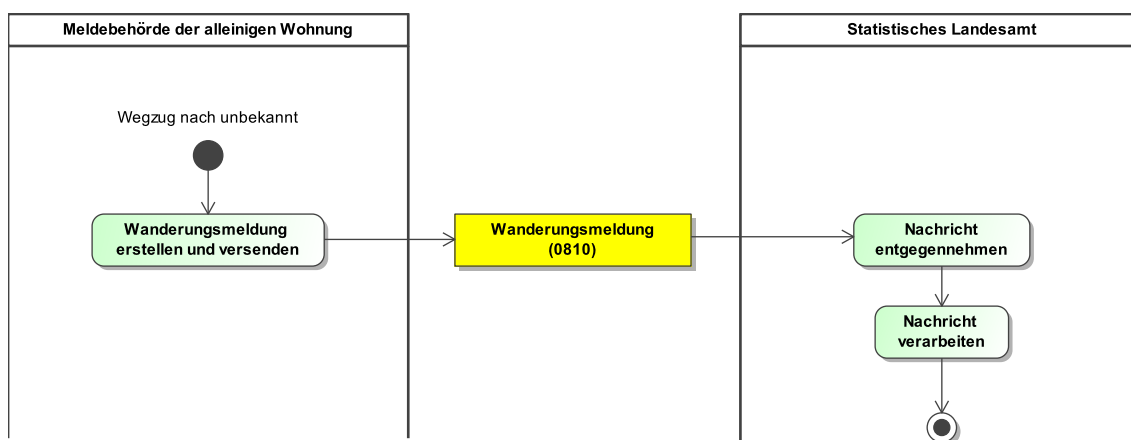 Meldebehörde der alleinigen Wohnung
Statistisches Landesamt
Wegzug nach unbekannt
Wanderungsmeldung
erstellen und versenden
Wanderungsmeldung
(0810)
Nachricht
entgegennehmen
Nachricht
verarbeiten